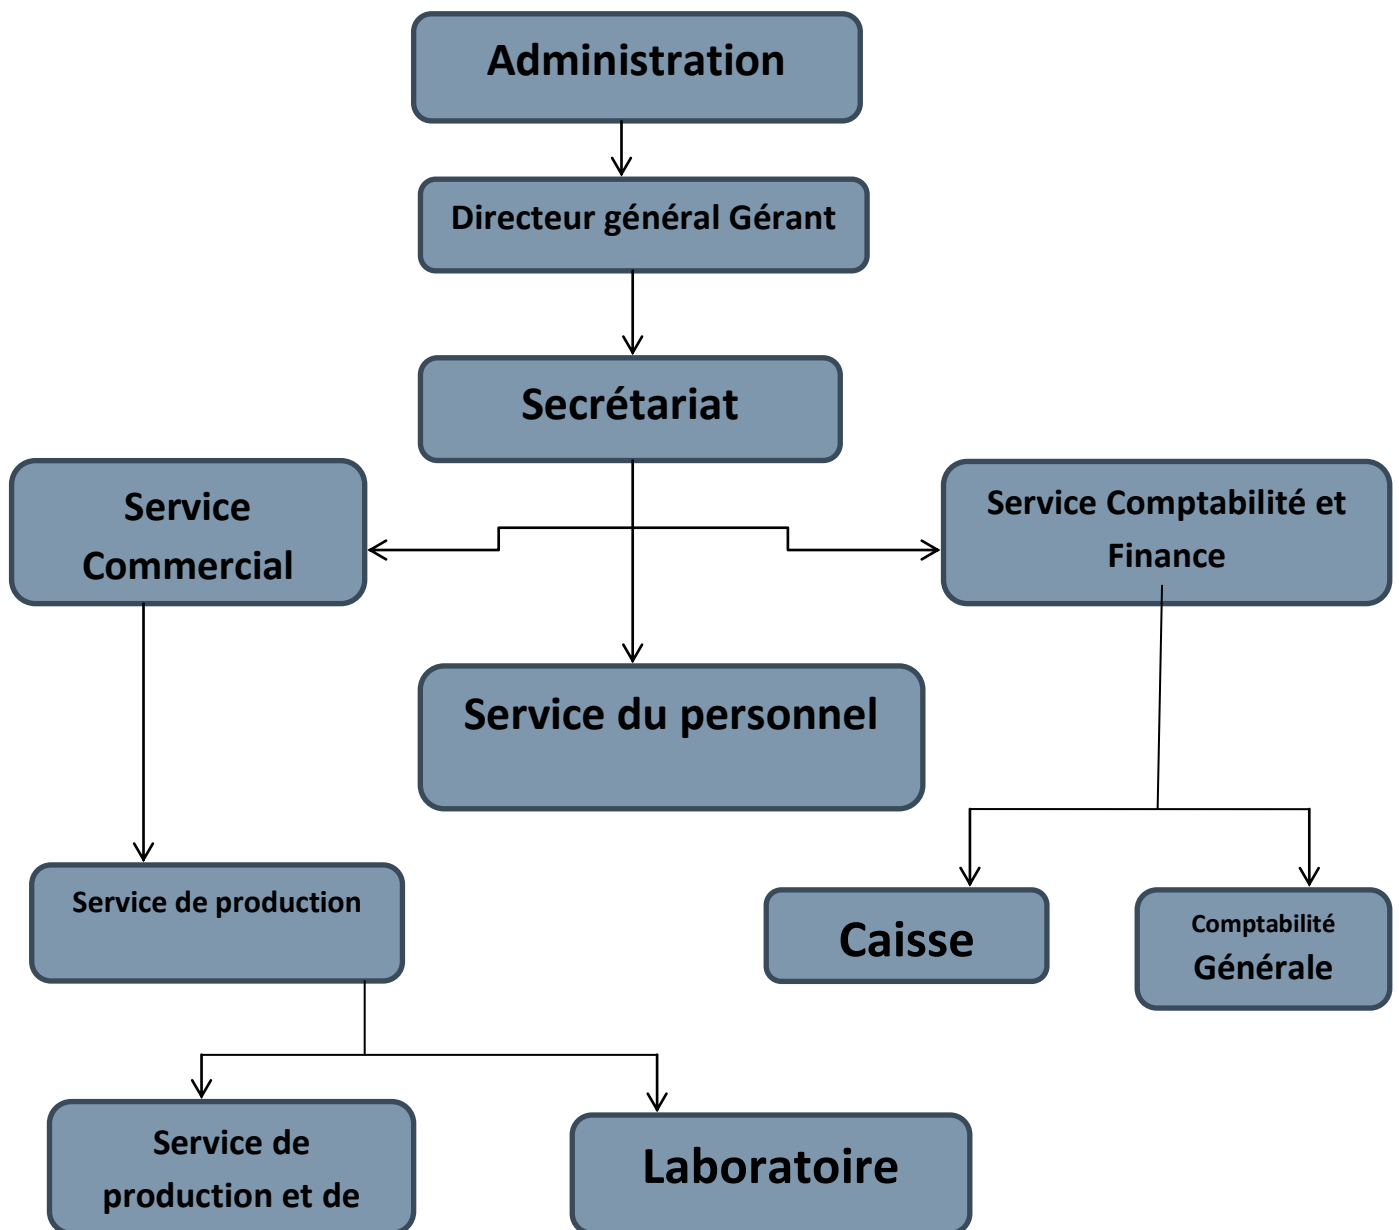 Administration
Directeur général Gérant
Secrétariat
Service
Commercial
Service Comptabilité et
Finance
Service du personnel
Service de production
Caisse
Comptabilité
Générale
Service de
production et de
Laboratoire